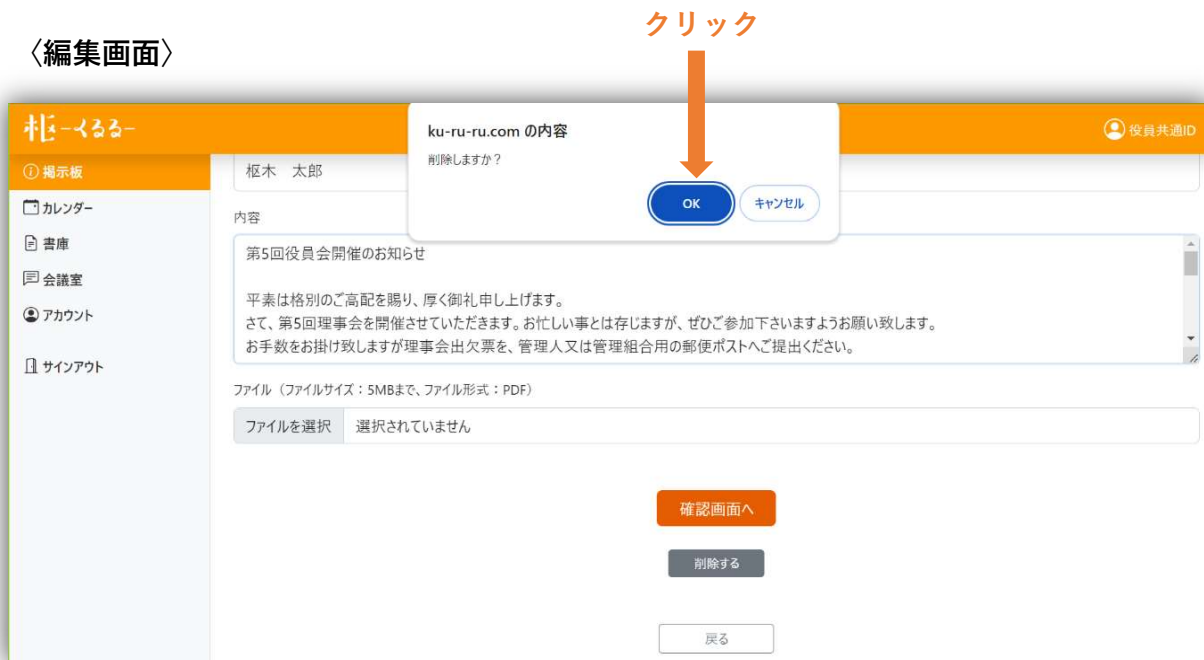 クリック
〈編集画面〉
枢-くるる-
ku-ru-ru.com の内容
削除しますか？
OK
キャンセル
役員共通ID
掲示板
カレンダー
書庫
会議室
アカウント
サインアウト
枢木　太郎
内容
第5回役員会開催のお知らせ
平素は格別のご高配を賜り、厚く御礼申し上げます。
さて、第5回理事会を開催させていただきます。お忙しい事とは存じますが、ぜひご参加下さいますようお願い致します。
お手数をお掛け致しますが理事会出欠票を、管理人又は管理組合用の郵便ポストへご提出ください。
ファイル（ファイルサイズ：5MBまで、ファイル形式：PDF）
ファイルを選択　選択されていません
確認画面へ
削除する
戻る